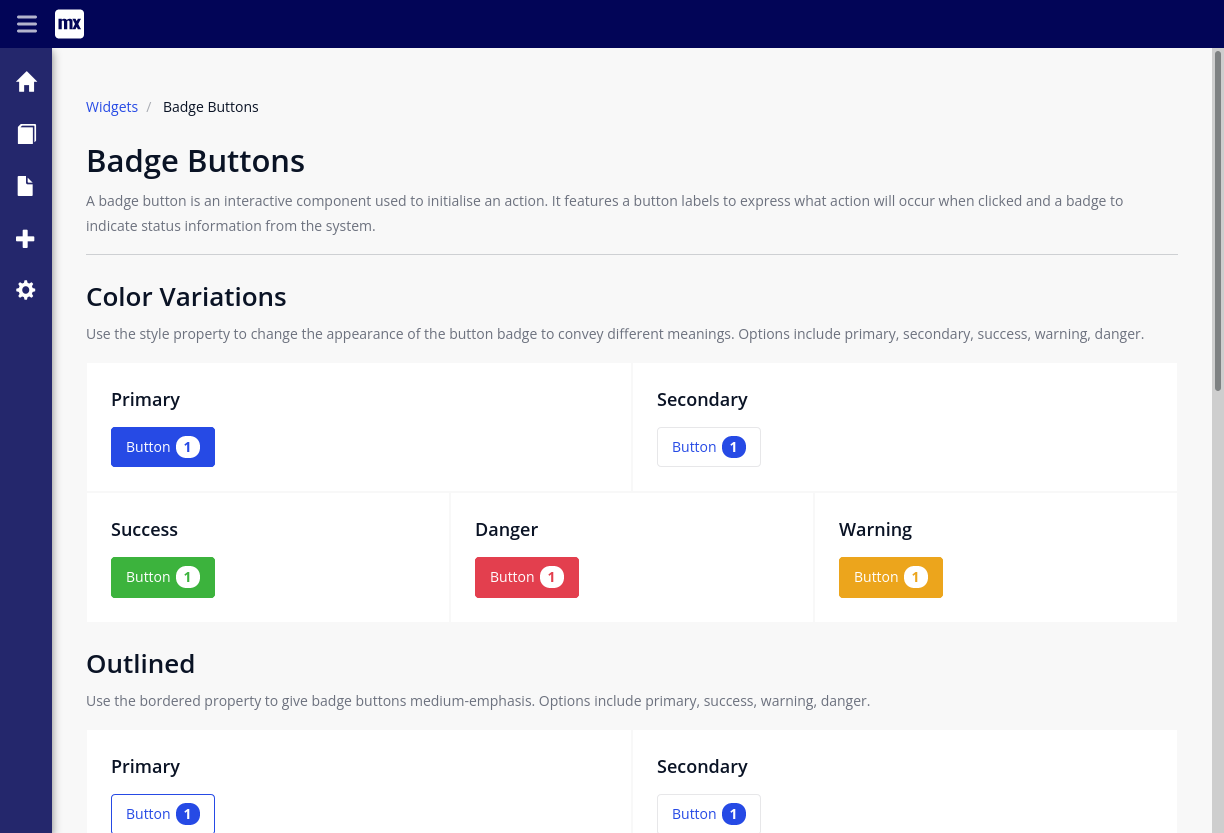 mx
Widgets / Badge Buttons
Badge Buttons
A badge button is an interactive component used to initialise an action. It features a button labels to express what action will occur when clicked and a badge to
indicate status information from the system.
Color Variations
Use the style property to change the appearance of the button badge to convey different meanings. Options include primary, secondary, success, warning, danger.
Primary
Button 1
Secondary
Button 1
Success
Button 1
Danger
Button 1
Warning
Button 1
Outlined
Use the bordered property to give badge buttons medium-emphasis. Options include primary, success, warning, danger.
Primary
Button 1
Secondary
Button 1